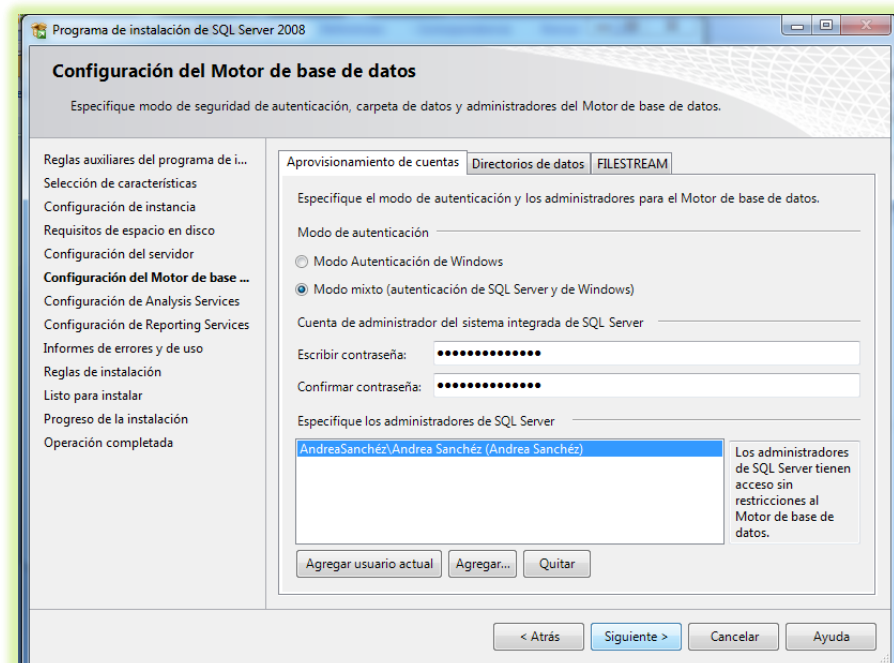 Programa de instalación de SQL Server 2008
Configuración del Motor de base de datos
Especifique modo de seguridad de autenticación, carpeta de datos y administradores del Motor de base de datos.
Reglas auxiliares del programa de i...
Selección de características
Configuración de instancia
Requisitos de espacio en disco
Configuración del servidor
Configuración del Motor de base ...
Configuración de Analysis Services
Configuración de Reporting Services
Informes de errores y de uso
Reglas de instalación
Listo para instalar
Progreso de la instalación
Operación completada
Aprovisionamiento de cuentas Directorios de datos FILESTREAM
Especifique el modo de autenticación y los administradores para el Motor de base de datos.
Modo de autenticación
Modo Autenticación de Windows
Modo mixto (autenticación de SQL Server y de Windows)
Cuenta de administrador del sistema integrada de SQL Server
Escribir contraseña: ●●●●●●●●●●●●●●
Confirmar contraseña: ●●●●●●●●●●●●●●
Especifique los administradores de SQL Server
AndreaSanchéz\Andrea Sanchéz (Andrea Sanchéz)
Los administradores
de SQL Server tienen
acceso sin
restricciones al
Motor de base de
datos.
Agregar usuario actual Agregar... Quitar
< Atrás Siguiente > Cancelar Ayuda